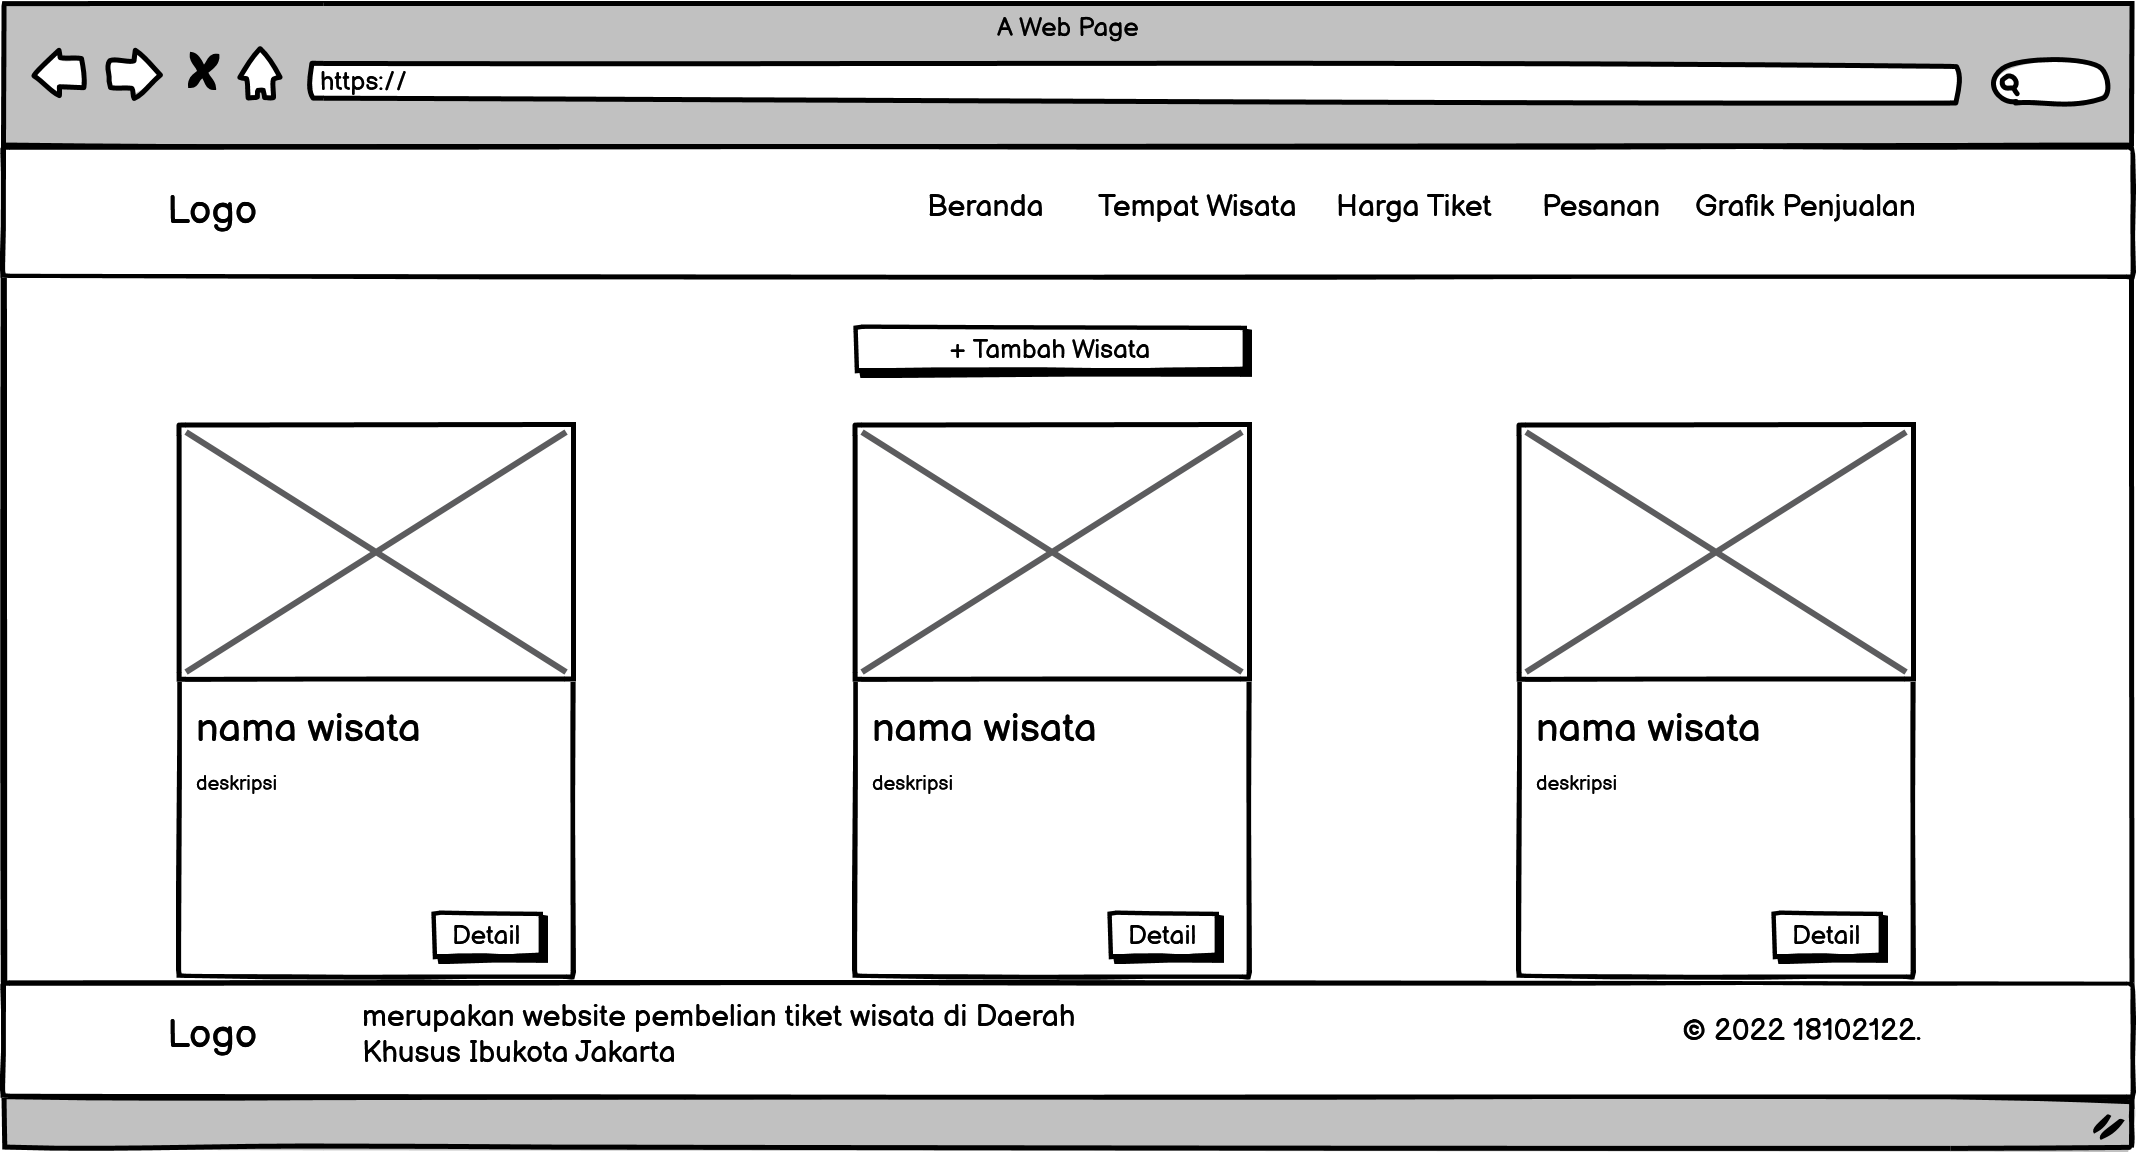 A Web Page
https://
Logo
Beranda
Tempat Wisata
Harga Tiket
Pesanan
Grafik Penjualan
+ Tambah Wisata
nama wisata
deskripsi
Detail
nama wisata
deskripsi
Detail
nama wisata
deskripsi
Detail
Logo
merupakan website pembelian tiket wisata di Daerah
Khusus Ibukota Jakarta
© 2022 18102122.